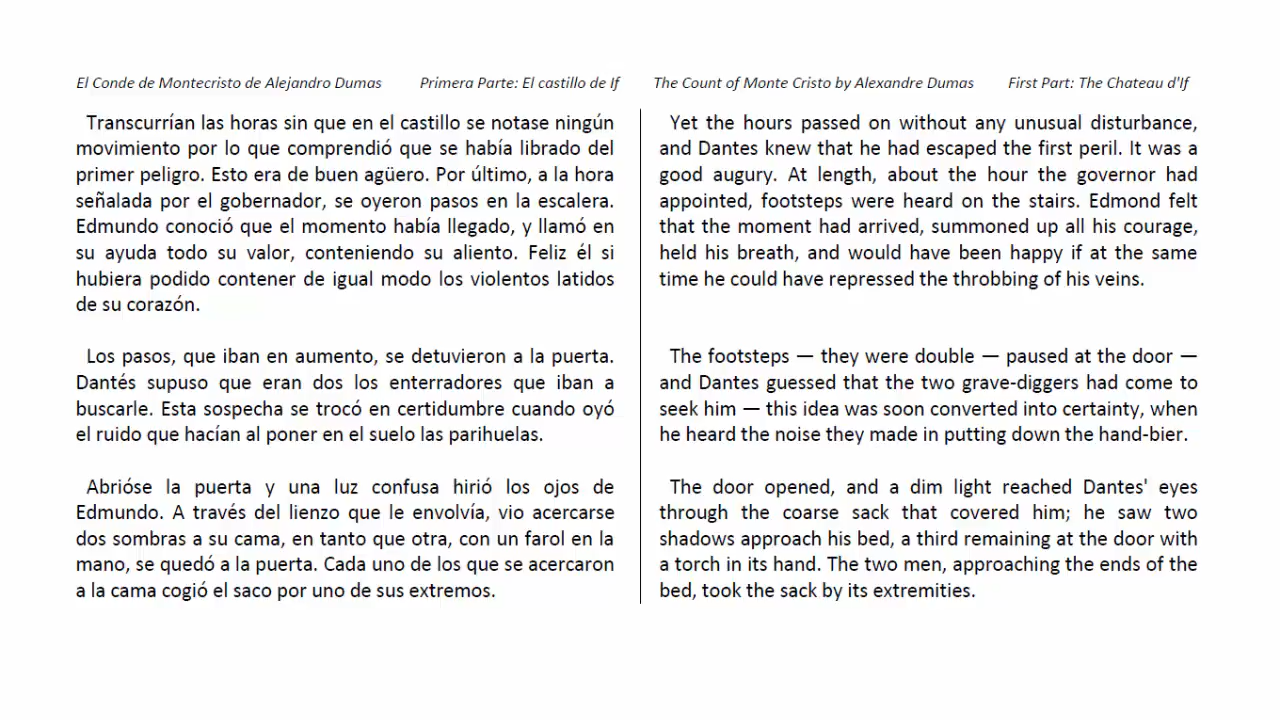 El Conde de Montecristo de Alejandro Dumas
Primera Parte: El castillo de If
Transcurrían las horas sin que en el castillo se notase ningún
movimiento por lo que comprendió que se había librado del
primer peligro. Esto era de buen agüero. Por último, a la hora
señalada por el gobernador, se oyeron pasos en la escalera.
Edmundo conoció que el momento había llegado, y llamó en
su ayuda todo su valor, conteniendo su aliento. Feliz él si
hubiera podido contener de igual modo los violentos latidos
de su corazón.
Los pasos, que iban en aumento, se detuvieron a la puerta.
Dantés supuso que eran dos los enterradores que iban a
buscarle. Esta sospecha se trocó en certidumbre cuando oyó
el ruido que hacían al poner en el suelo las parihuelas.
Abrióse la puerta y una luz confusa hirió los ojos de
Edmundo. A través del lienzo que le envolvía, vio acercarse
dos sombras a su cama, en tanto que otra, con un farol en la
mano, se quedó a la puerta. Cada uno de los que se acercaron
a la cama cogió el saco por uno de sus extremos.
The Count of Monte Cristo by Alexandre Dumas
First Part: The Chateau d'If
Yet the hours passed on without any unusual disturbance,
and Dantes knew that he had escaped the first peril. It was a
good augury. At length, about the hour the governor had
appointed, footsteps were heard on the stairs. Edmond felt
that the moment had arrived, summoned up all his courage,
held his breath, and would have been happy if at the same
time he could have repressed the throbbing of his veins.
The footsteps — they were double — paused at the door —
and Dantes guessed that the two grave-diggers had come to
seek him — this idea was soon converted into certainty, when
he heard the noise they made in putting down the hand-bier.
The door opened, and a dim light reached Dantes' eyes
through the coarse sack that covered him; he saw two
shadows approach his bed, a third remaining at the door with
a torch in its hand. The two men, approaching the ends of the
bed, took the sack by its extremities.